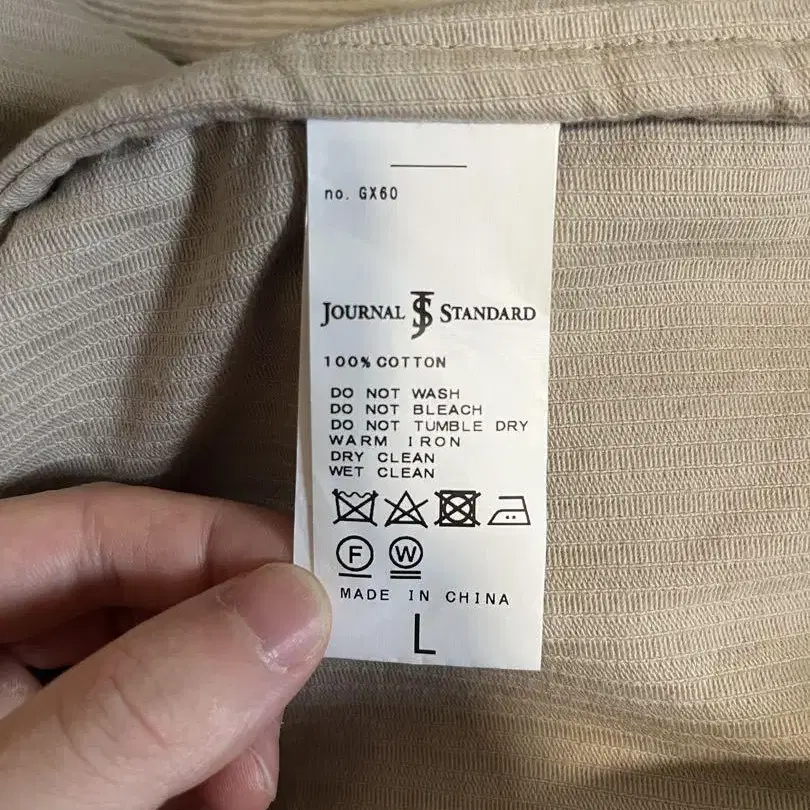 no. GX60
JOURNAL JS STANDARD
100% COTTON
DO NOT WASH
DO NOT BLEACH
DO NOT TUMBLE DRY
WARM IRON
DRY CLEAN
WET CLEAN
F W
MADE IN CHINA
L